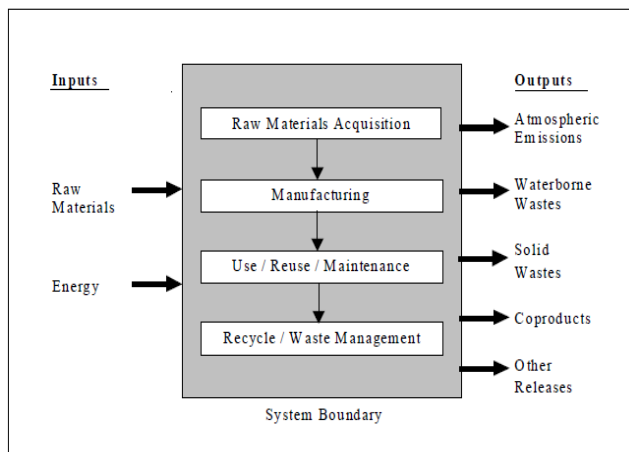 Inputs
Outputs
Raw Materials Acquisition
Atmospheric
Emissions
Raw
Materials
Manufacturing
Waterborne
Wastes
Use / Reuse / Maintenance
Solid
Wastes
Energy
Recycle / Waste Management
Coproducts
Other
Releases
System Boundary